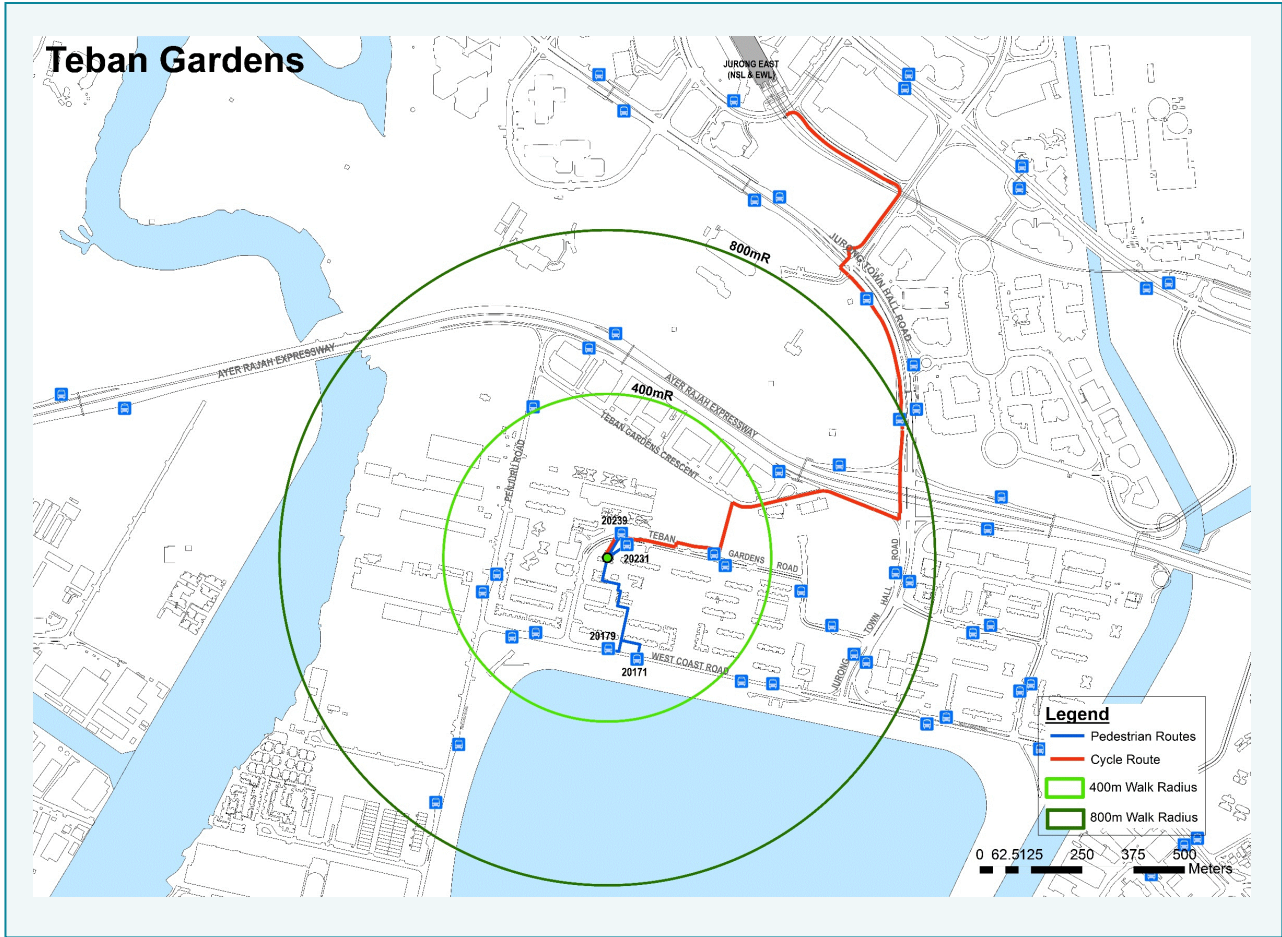 Teban Gardens
JURONG EAST
(NSL & EWL)
800mR
JURONG TOWN HALL ROAD
AYER RAJAH EXPRESSWAY
400mR
AYER RAJAH EXPRESSWAY
TEBAN GARDENS CRESCENT
PENJURU ROAD
20239
TEBAN
GARDENS
ROAD
20231
ROAD
HALL
TOWN
JURONG
20179
20171
WEST COAST ROAD
Legend
Pedestrian Routes
Cycle Route
400m Walk Radius
800m Walk Radius
0 62.5125 250 375 500
Meters